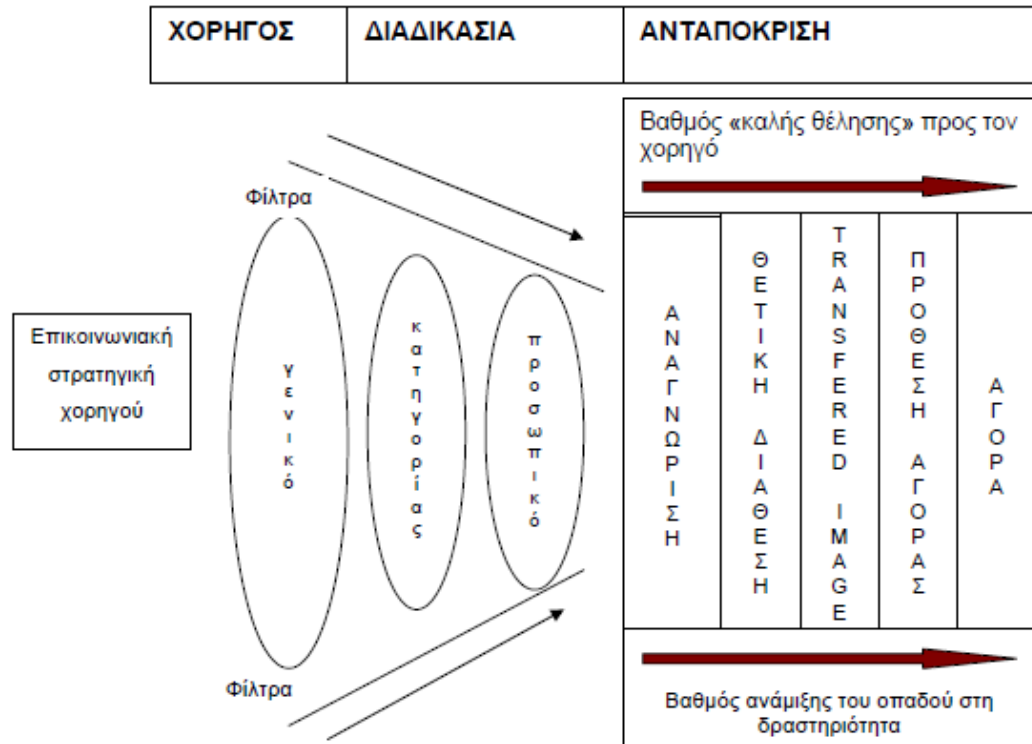 ΧΟΡΗΓΟΣ
ΔΙΑΔΙΚΑΣΙΑ
ΑΝΤΑΠΟΚΡΙΣΗ
Βαθμός «καλής θέλησης» προς τον
χορηγό
Φίλτρα
Επικοινωνιακή
στρατηγική
χορηγού
γενικό
κατηγορίας
προσωπικό
ΑΝΑΓΝΩΡΙΣΗ
ΘΕΤΙΚΗ ΔΙΑΘΕΣΗ
TRANSFERED IMAGE
ΠΡΟΘΕΣΗ ΑΓΟΡΑΣ
ΑΓΟΡΑ
Φίλτρα
Βαθμός ανάμιξης του οπαδού στη
δραστηριότητα